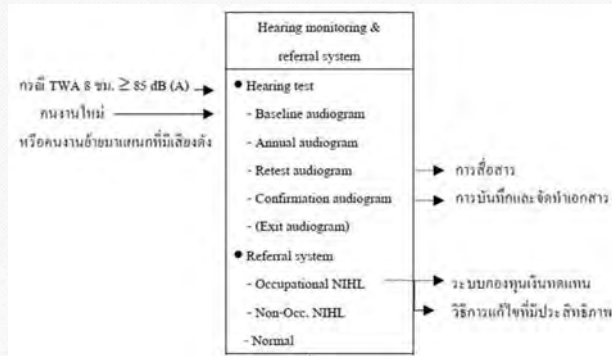 Hearing monitoring &
referral system
กรณี TWA 8 ชม. ≥ 85 dB (A)
● Hearing test
คนงานใหม่
- Baseline audiogram
หรือคนงานย้ายมาแผนกที่มีเสียงดัง
- Annual audiogram
- Retest audiogram
การสื่อสาร
- Confirmation audiogram
การบันทึกและจัดทำเอกสาร
- (Exit audiogram)
● Referral system
- Occupational NIHL
ระบบกองทุนเงินทดแทน
- Non-Occ. NIHL
วิธีการแก้ไขที่มีประสิทธิภาพ
- Normal